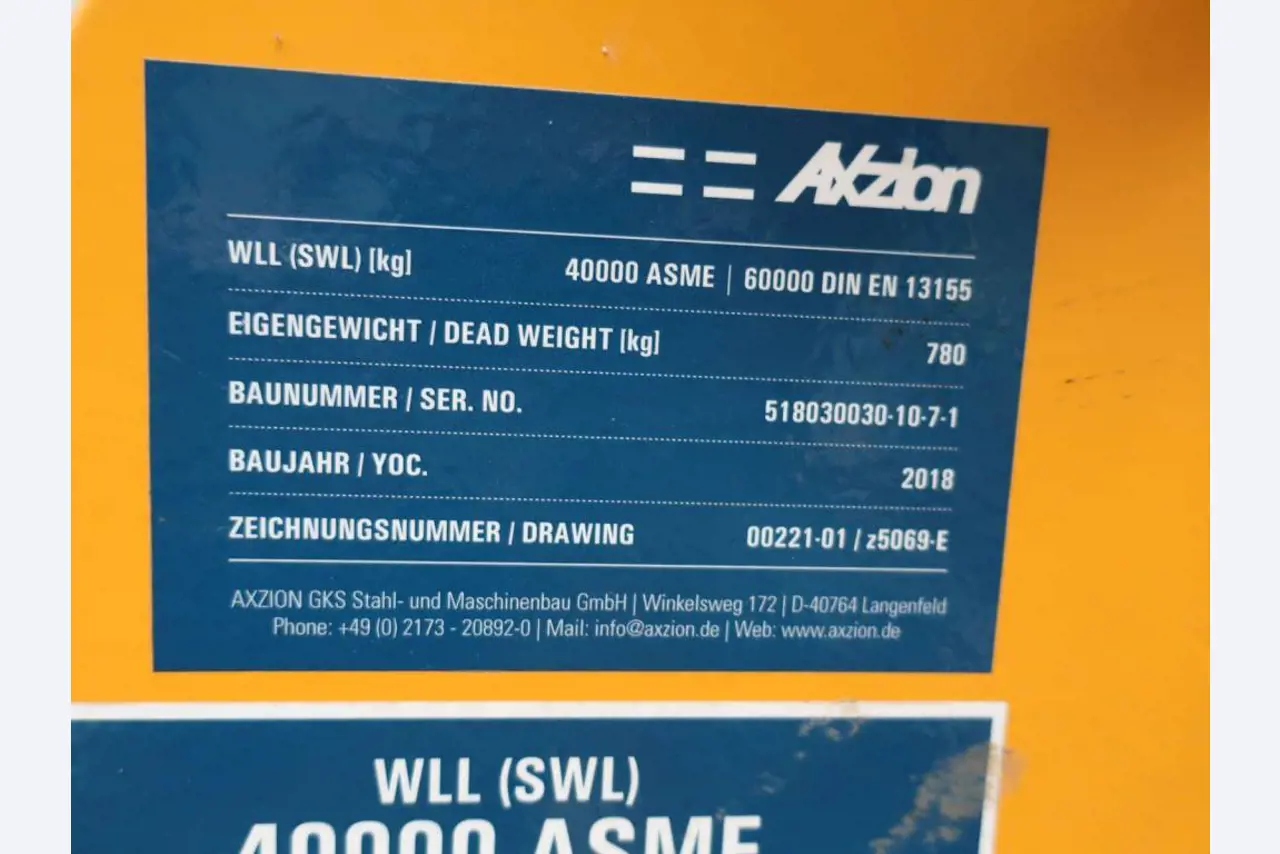 AXzion
WLL (SWL) [kg] 40000 ASME | 60000 DIN EN 13155
EIGENGEWICHT / DEAD WEIGHT [kg] 780
BAUNUMMER / SER. NO. 518030030-10-7-1
BAUJAHR / YOC. 2018
ZEICHNUNGSNUMMER / DRAWING 00221-01 / z5069-E
AXZION GKS Stahl- und Maschinenbau GmbH | Winkelsweg 172 | D-40764 Langenfeld
Phone: +49 (0) 2173 - 20892-0 | Mail: info@axzion.de | Web: www.axzion.de
WLL (SWL)
40000 ASME